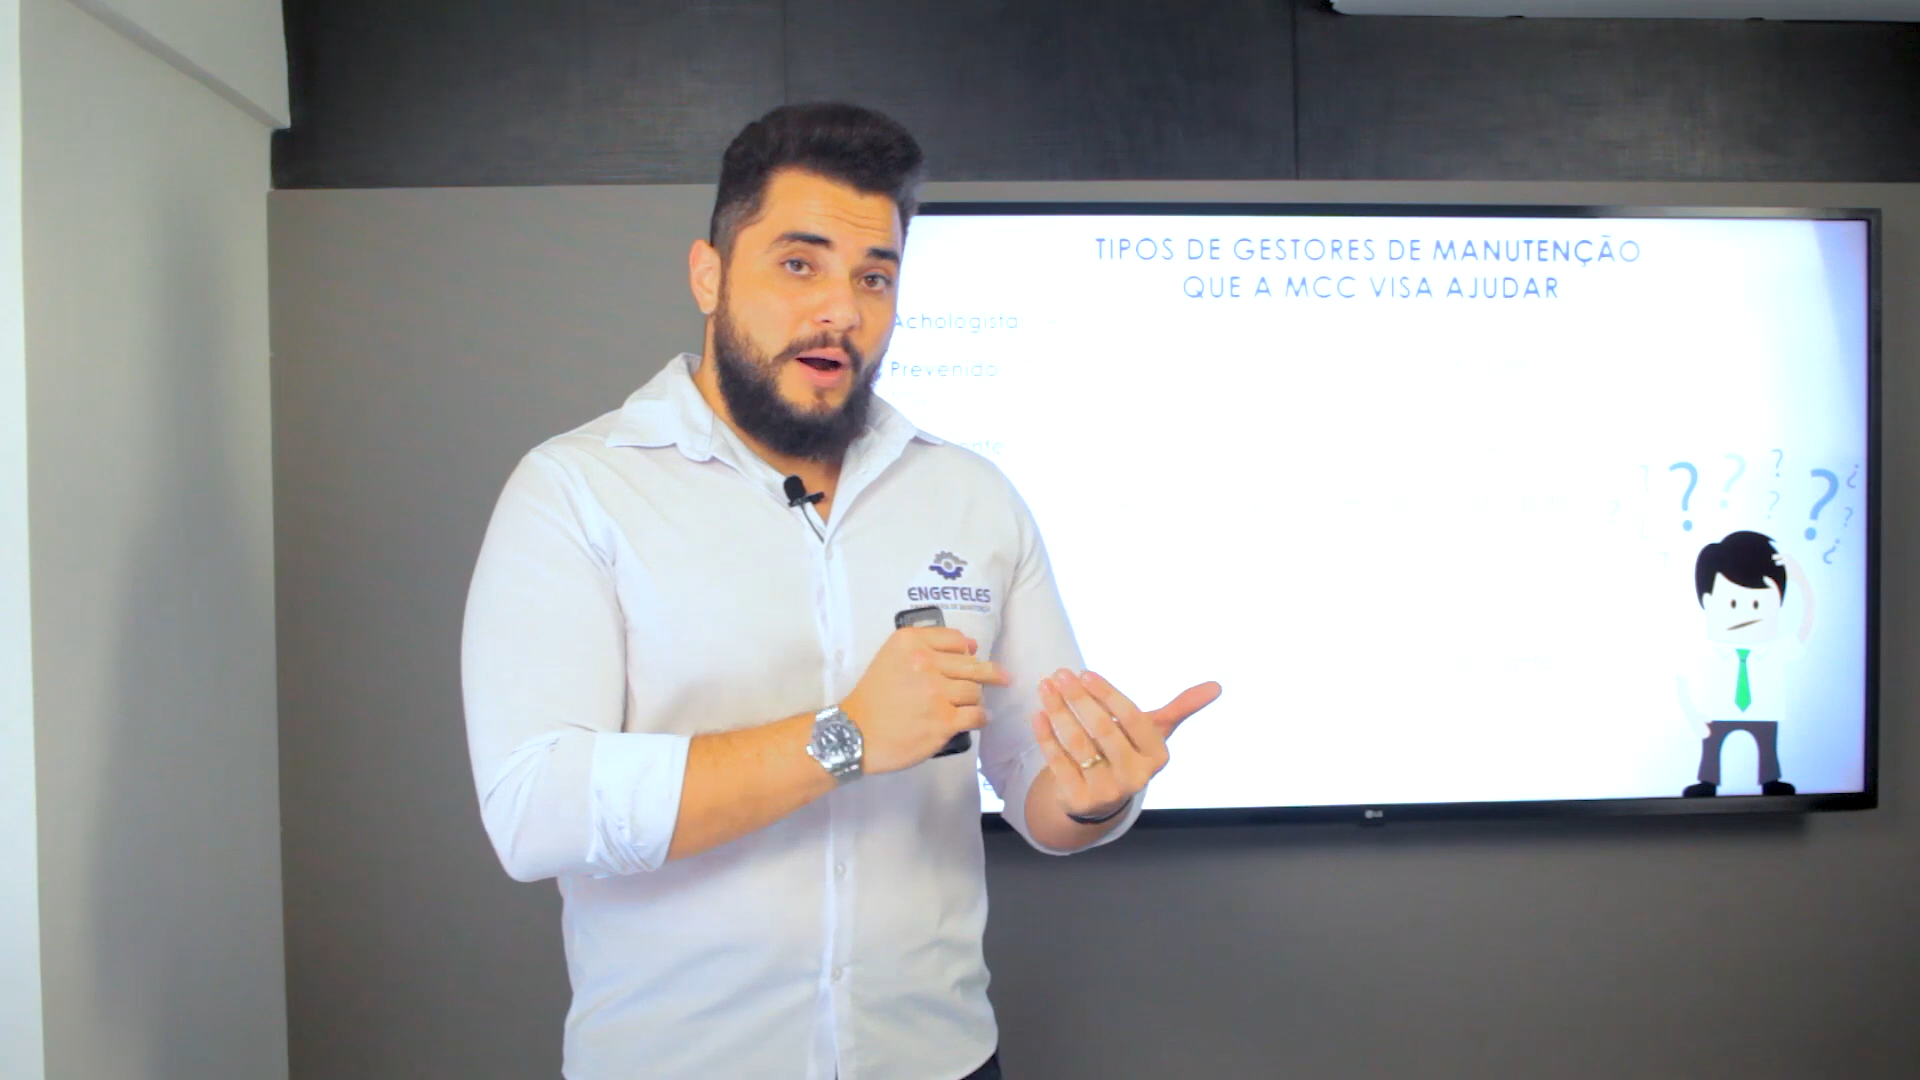 TIPOS DE GESTORES DE MANUTENÇÃO
QUE A MCC VISA AJUDAR
Achologista
Prevenido
ENGETELES